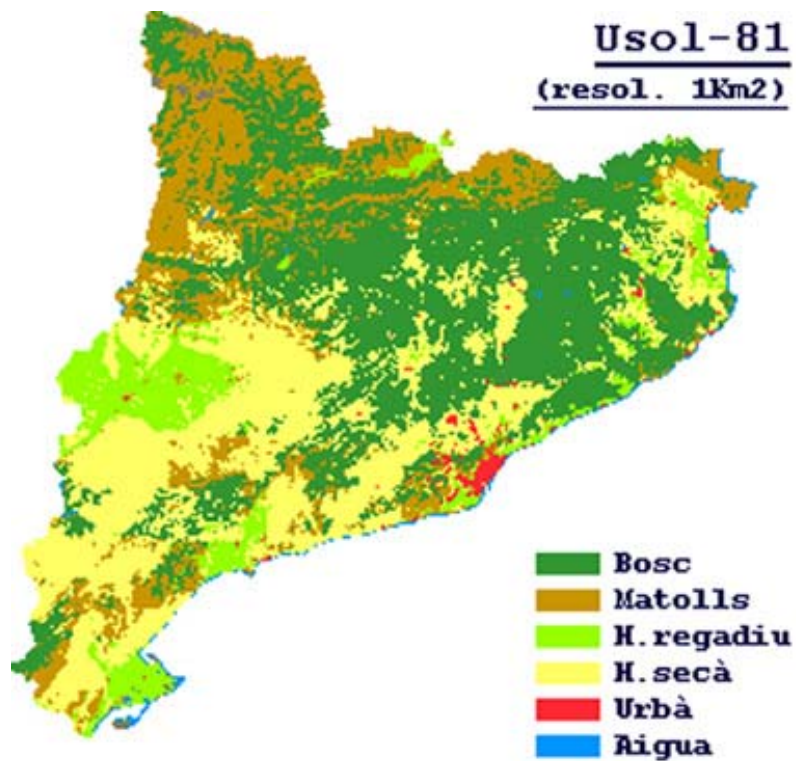 Usol-81
(resol. 1Km2)
Bosc
Matolls
H.regadiu
H.secà
Urbà
Aigua